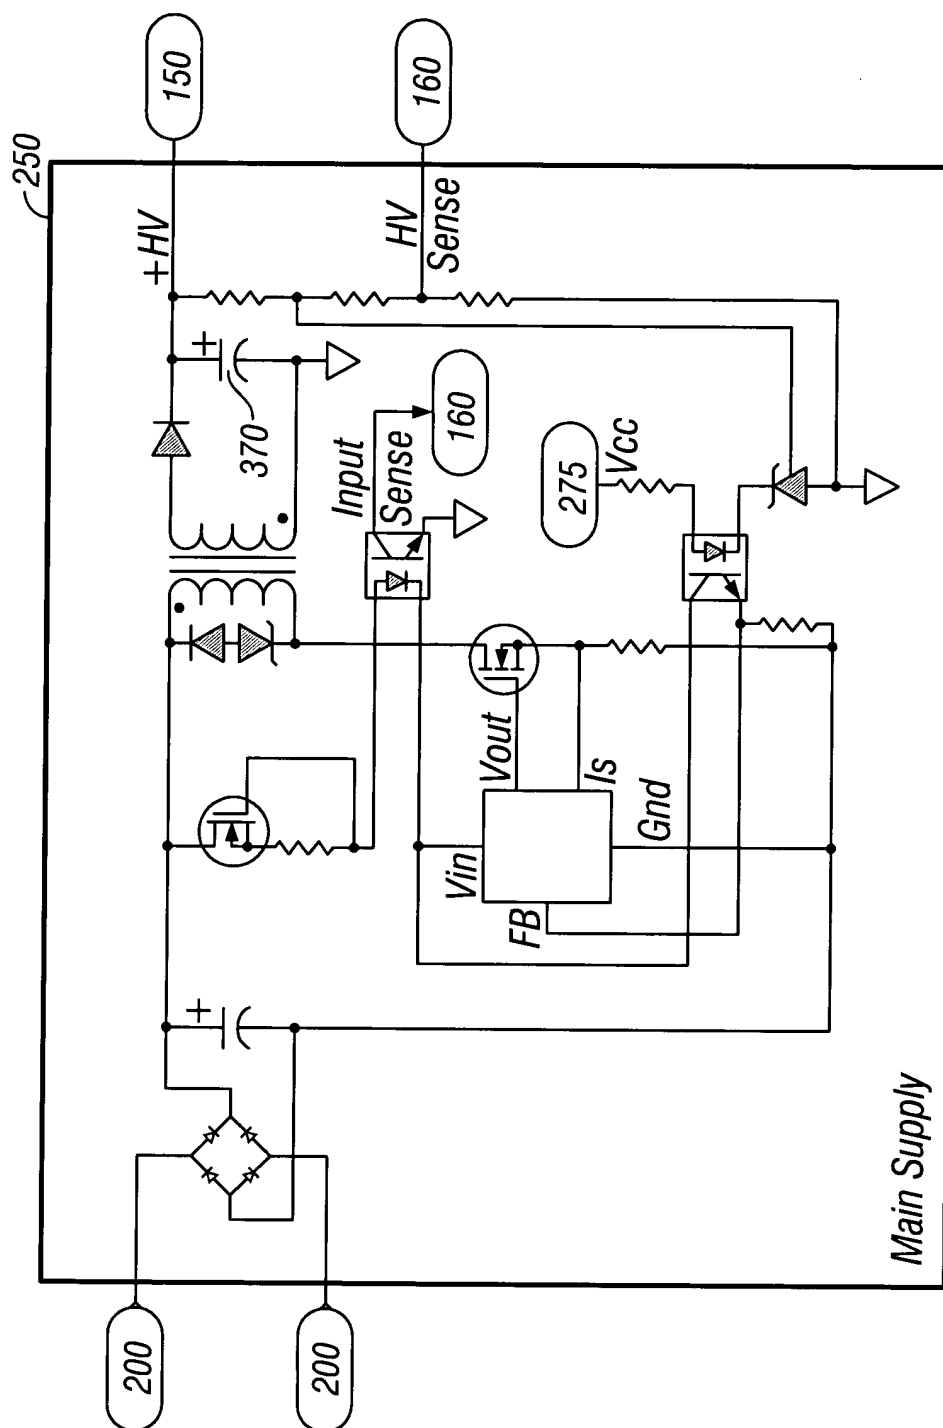 250
150
160
+HV
HV
Sense
+
370
Input
Sense
160
275
Vcc
Vout
Is
Vin
Gnd
FB
+
200
200
Main Supply